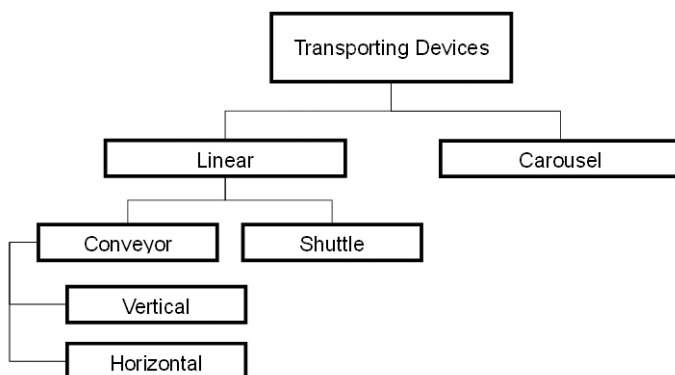 Transporting Devices
Linear
Carousel
Conveyor
Shuttle
Vertical
Horizontal